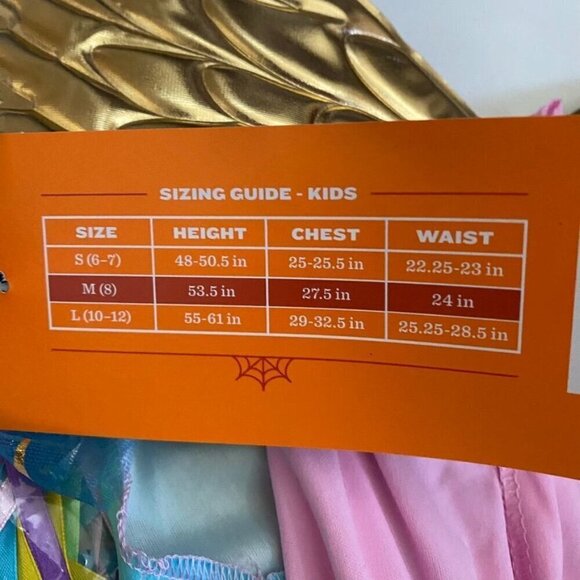 SIZING GUIDE - KIDS
SIZE HEIGHT CHEST WAIST
S (6-7) 48-50.5 in 25-25.5 in 22.25-23 in
M (8) 53.5 in 27.5 in 24 in
L (10-12) 55-61 in 29-32.5 in 25.25-28.5 in